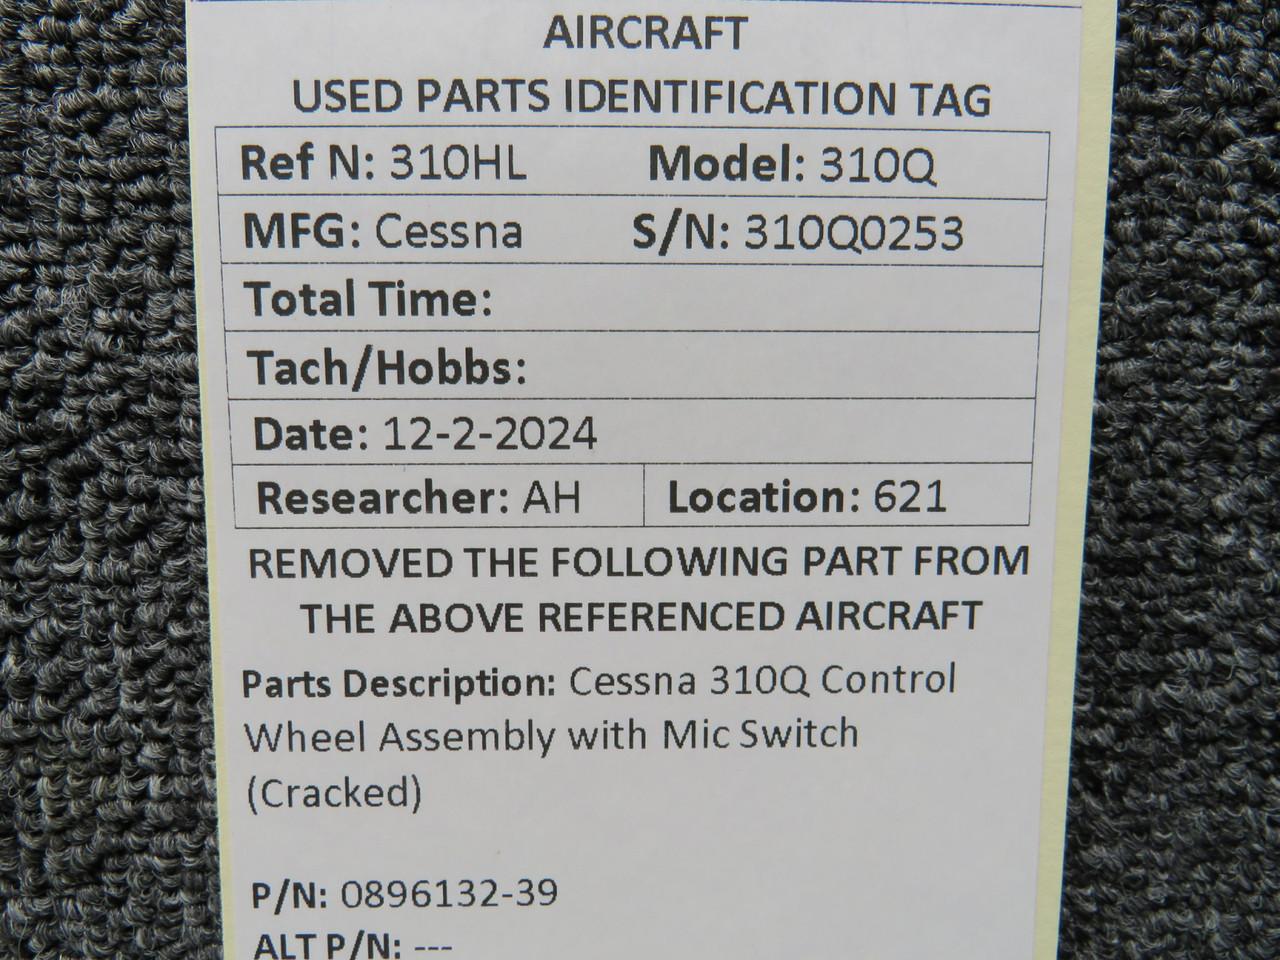 AIRCRAFT
USED PARTS IDENTIFICATION TAG
Ref N: 310HL Model: 310Q
MFG: Cessna S/N: 310Q0253
Total Time:
Tach/Hobbs:
Date: 12-2-2024
Researcher: AH Location: 621
REMOVED THE FOLLOWING PART FROM
THE ABOVE REFERENCED AIRCRAFT
Parts Description: Cessna 310Q Control
Wheel Assembly with Mic Switch
(Cracked)
P/N: 0896132-39
ALT P/N: ---